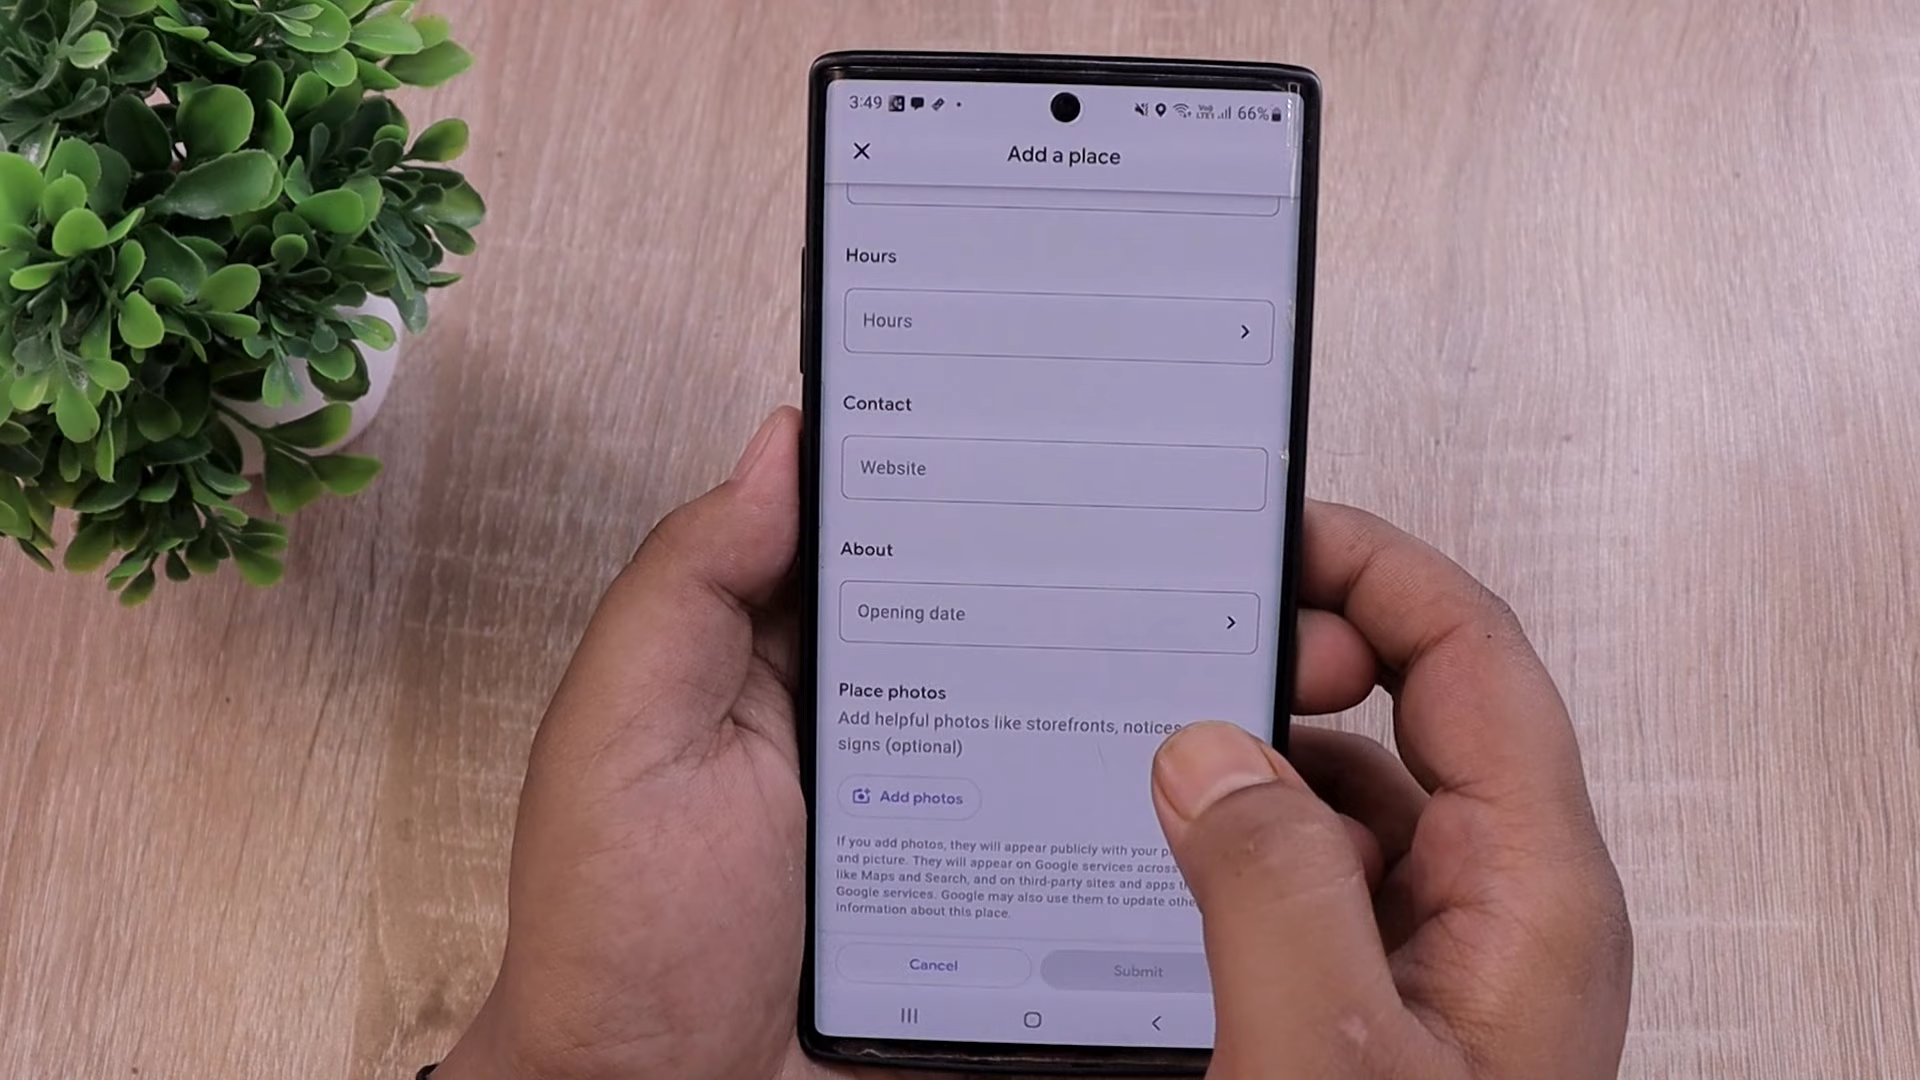 3:49
66%
Add a place
Hours
Hours
Contact
Website
About
Opening date
Place photos
Add helpful photos like storefronts, notices
signs (optional)
Add photos
If you add photos, they will appear publicly with your
and picture. They will appear on Google services across
like Maps and Search, and on third-party sites and apps
Google services. Google may also use them to update
information about this place.
Cancel
Submit